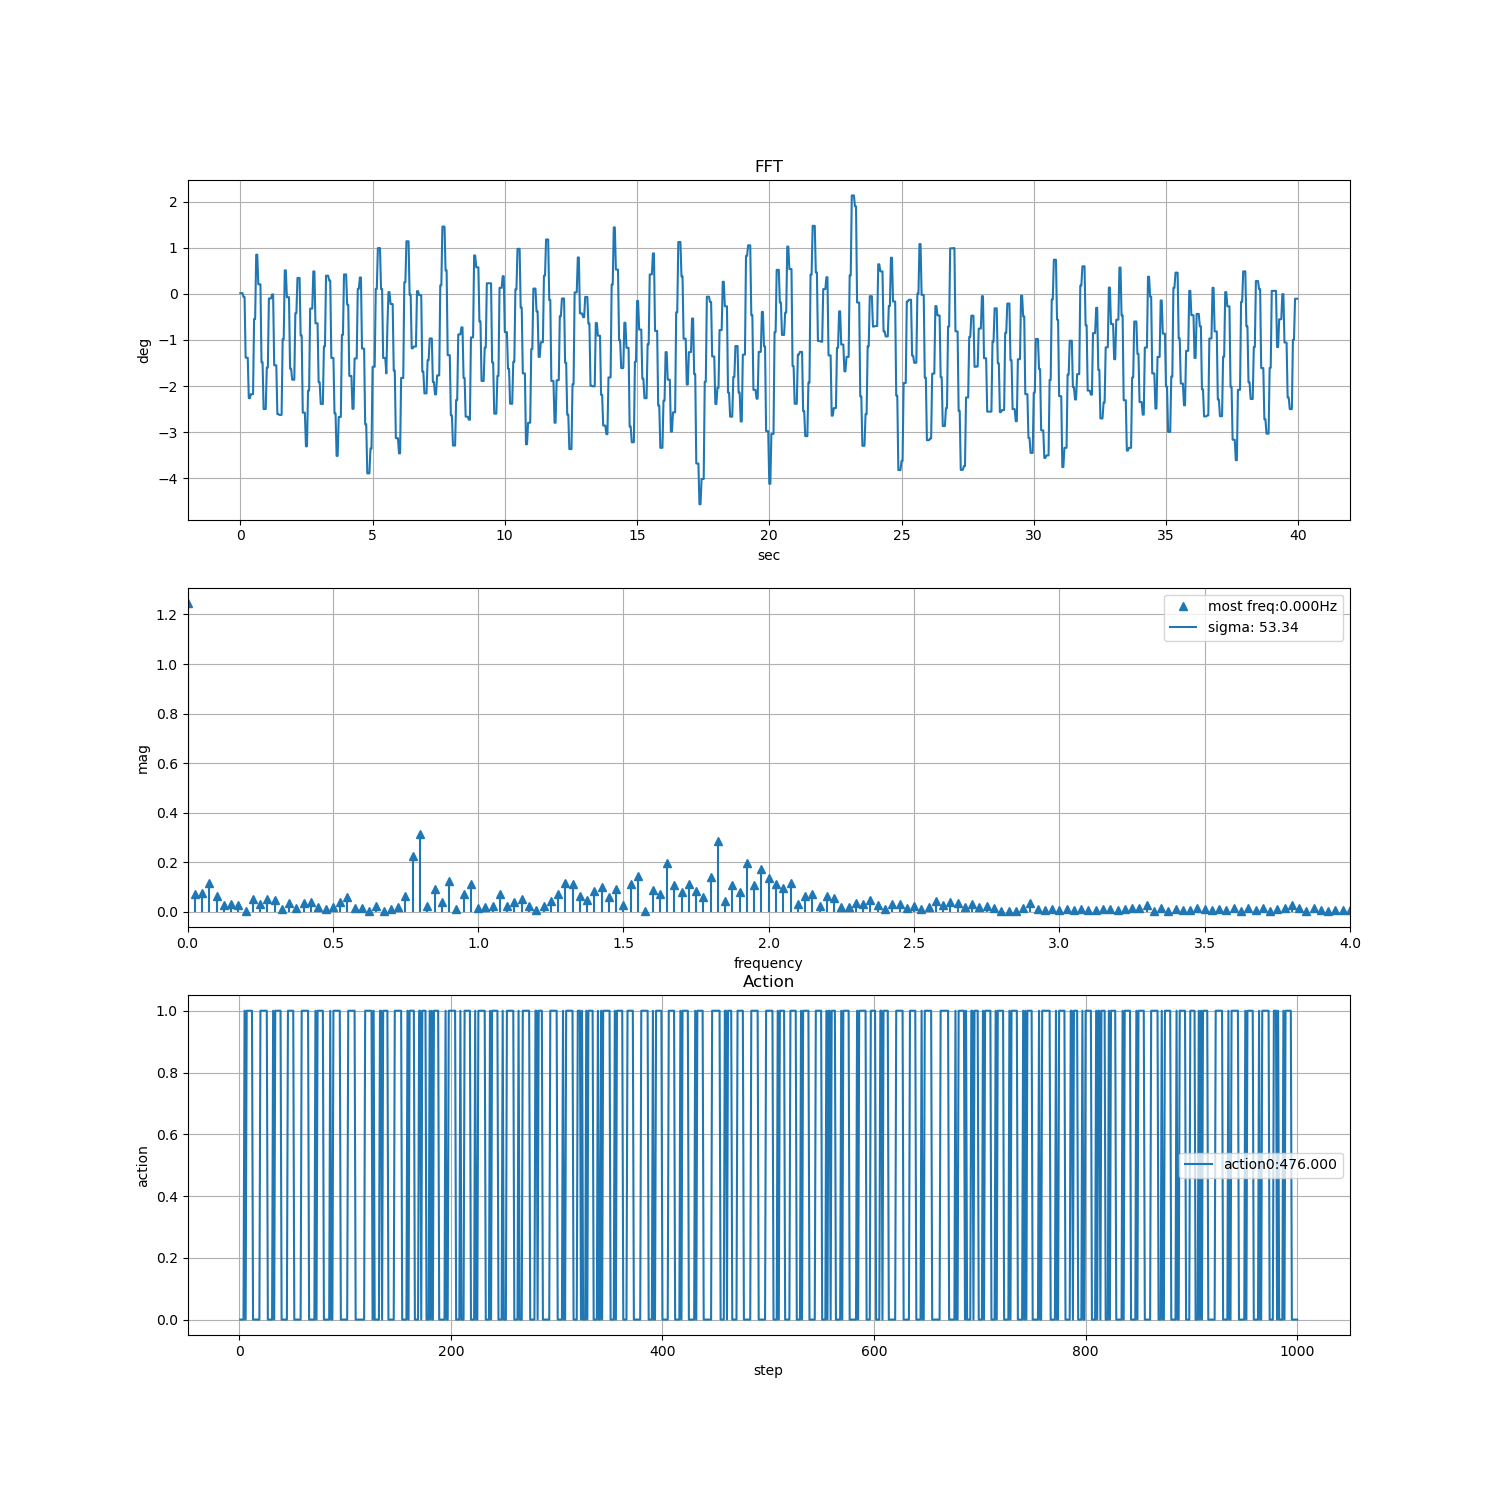 FFT
2
1
0
−1
−2
−3
−4
deg
0 5 10 15 20 25 30 35 40
sec
most freq:0.000Hz
sigma: 53.34
1.2
1.0
0.8
0.6
0.4
0.2
0.0
mag
0.0 0.5 1.0 1.5 2.0 2.5 3.0 3.5 4.0
frequency
Action
1.0
0.8
0.6
0.4
0.2
0.0
action
action0:476.000
0 200 400 600 800 1000
step